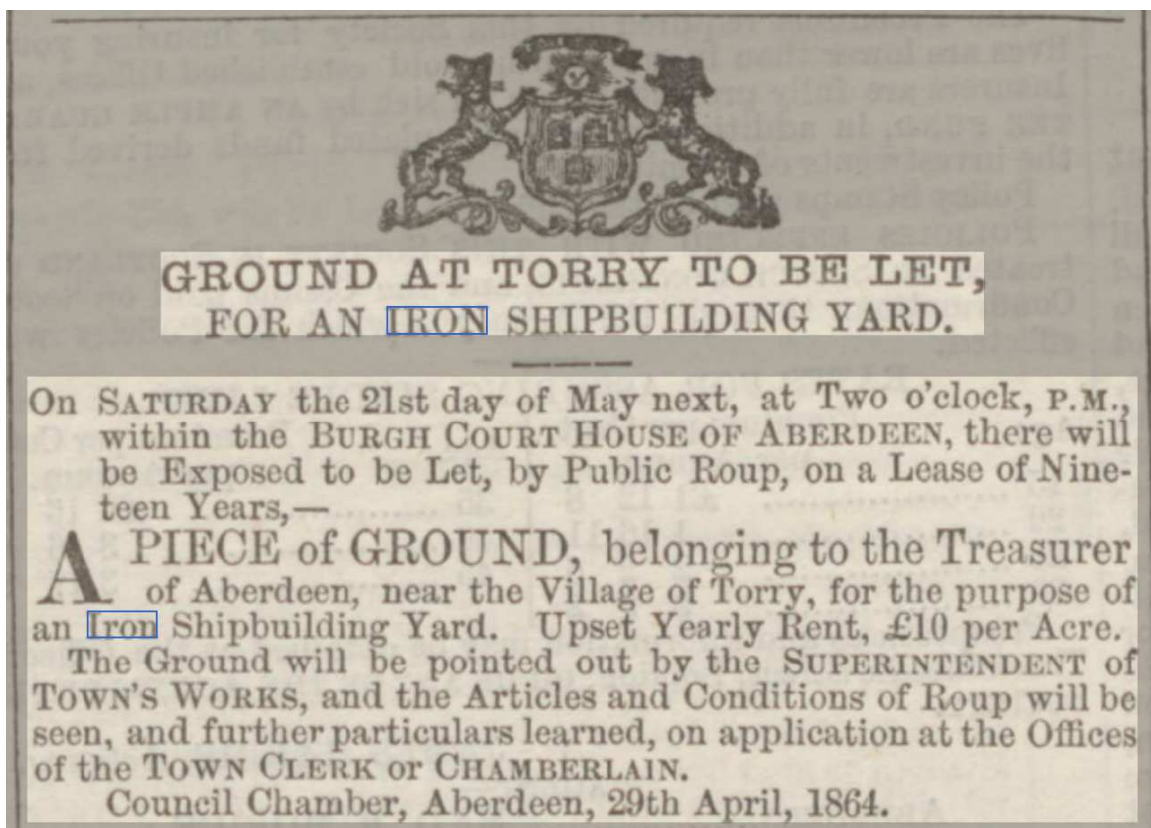 GROUND AT TORRY TO BE LET,
FOR AN IRON SHIPBUILDING YARD.
On SATURDAY the 21st day of May next, at Two o'clock, P.M.,
within the BURGH COURT HOUSE OF ABERDEEN, there will
be Exposed to be Let, by Public Roup, on a Lease of Nine-
teen Years,—
A PIECE of GROUND, belonging to the Treasurer
of Aberdeen, near the Village of Torry, for the purpose of
an Iron Shipbuilding Yard. Upset Yearly Rent, £10 per Acre.
The Ground will be pointed out by the SUPERINTENDENT of
TOWN'S WORKS, and the Articles and Conditions of Roup will be
seen, and further particulars learned, on application at the Offices
of the TOWN CLERK or CHAMBERLAIN.
Council Chamber, Aberdeen, 29th April, 1864.